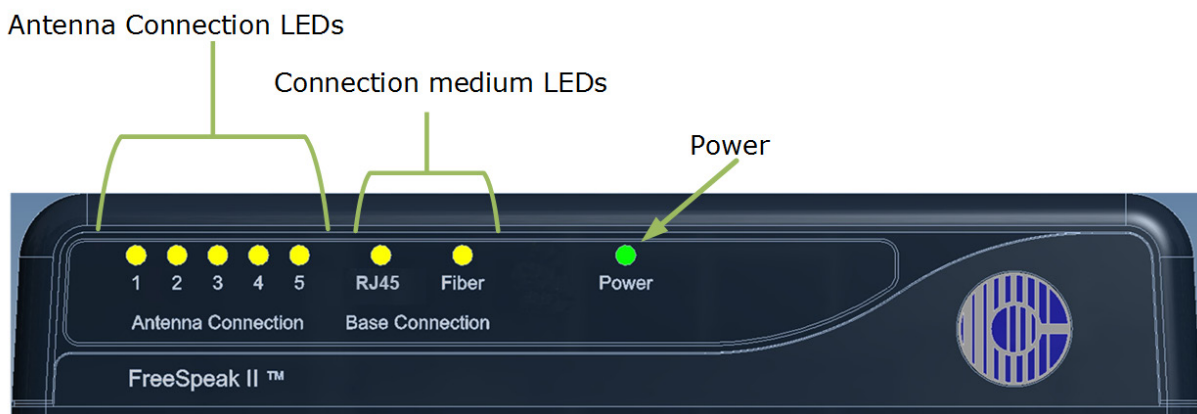 Antenna Connection LEDs
Connection medium LEDs
Power
1 2 3 4 5 RJ45 Fiber Power
Antenna Connection Base Connection
FreeSpeak II ™